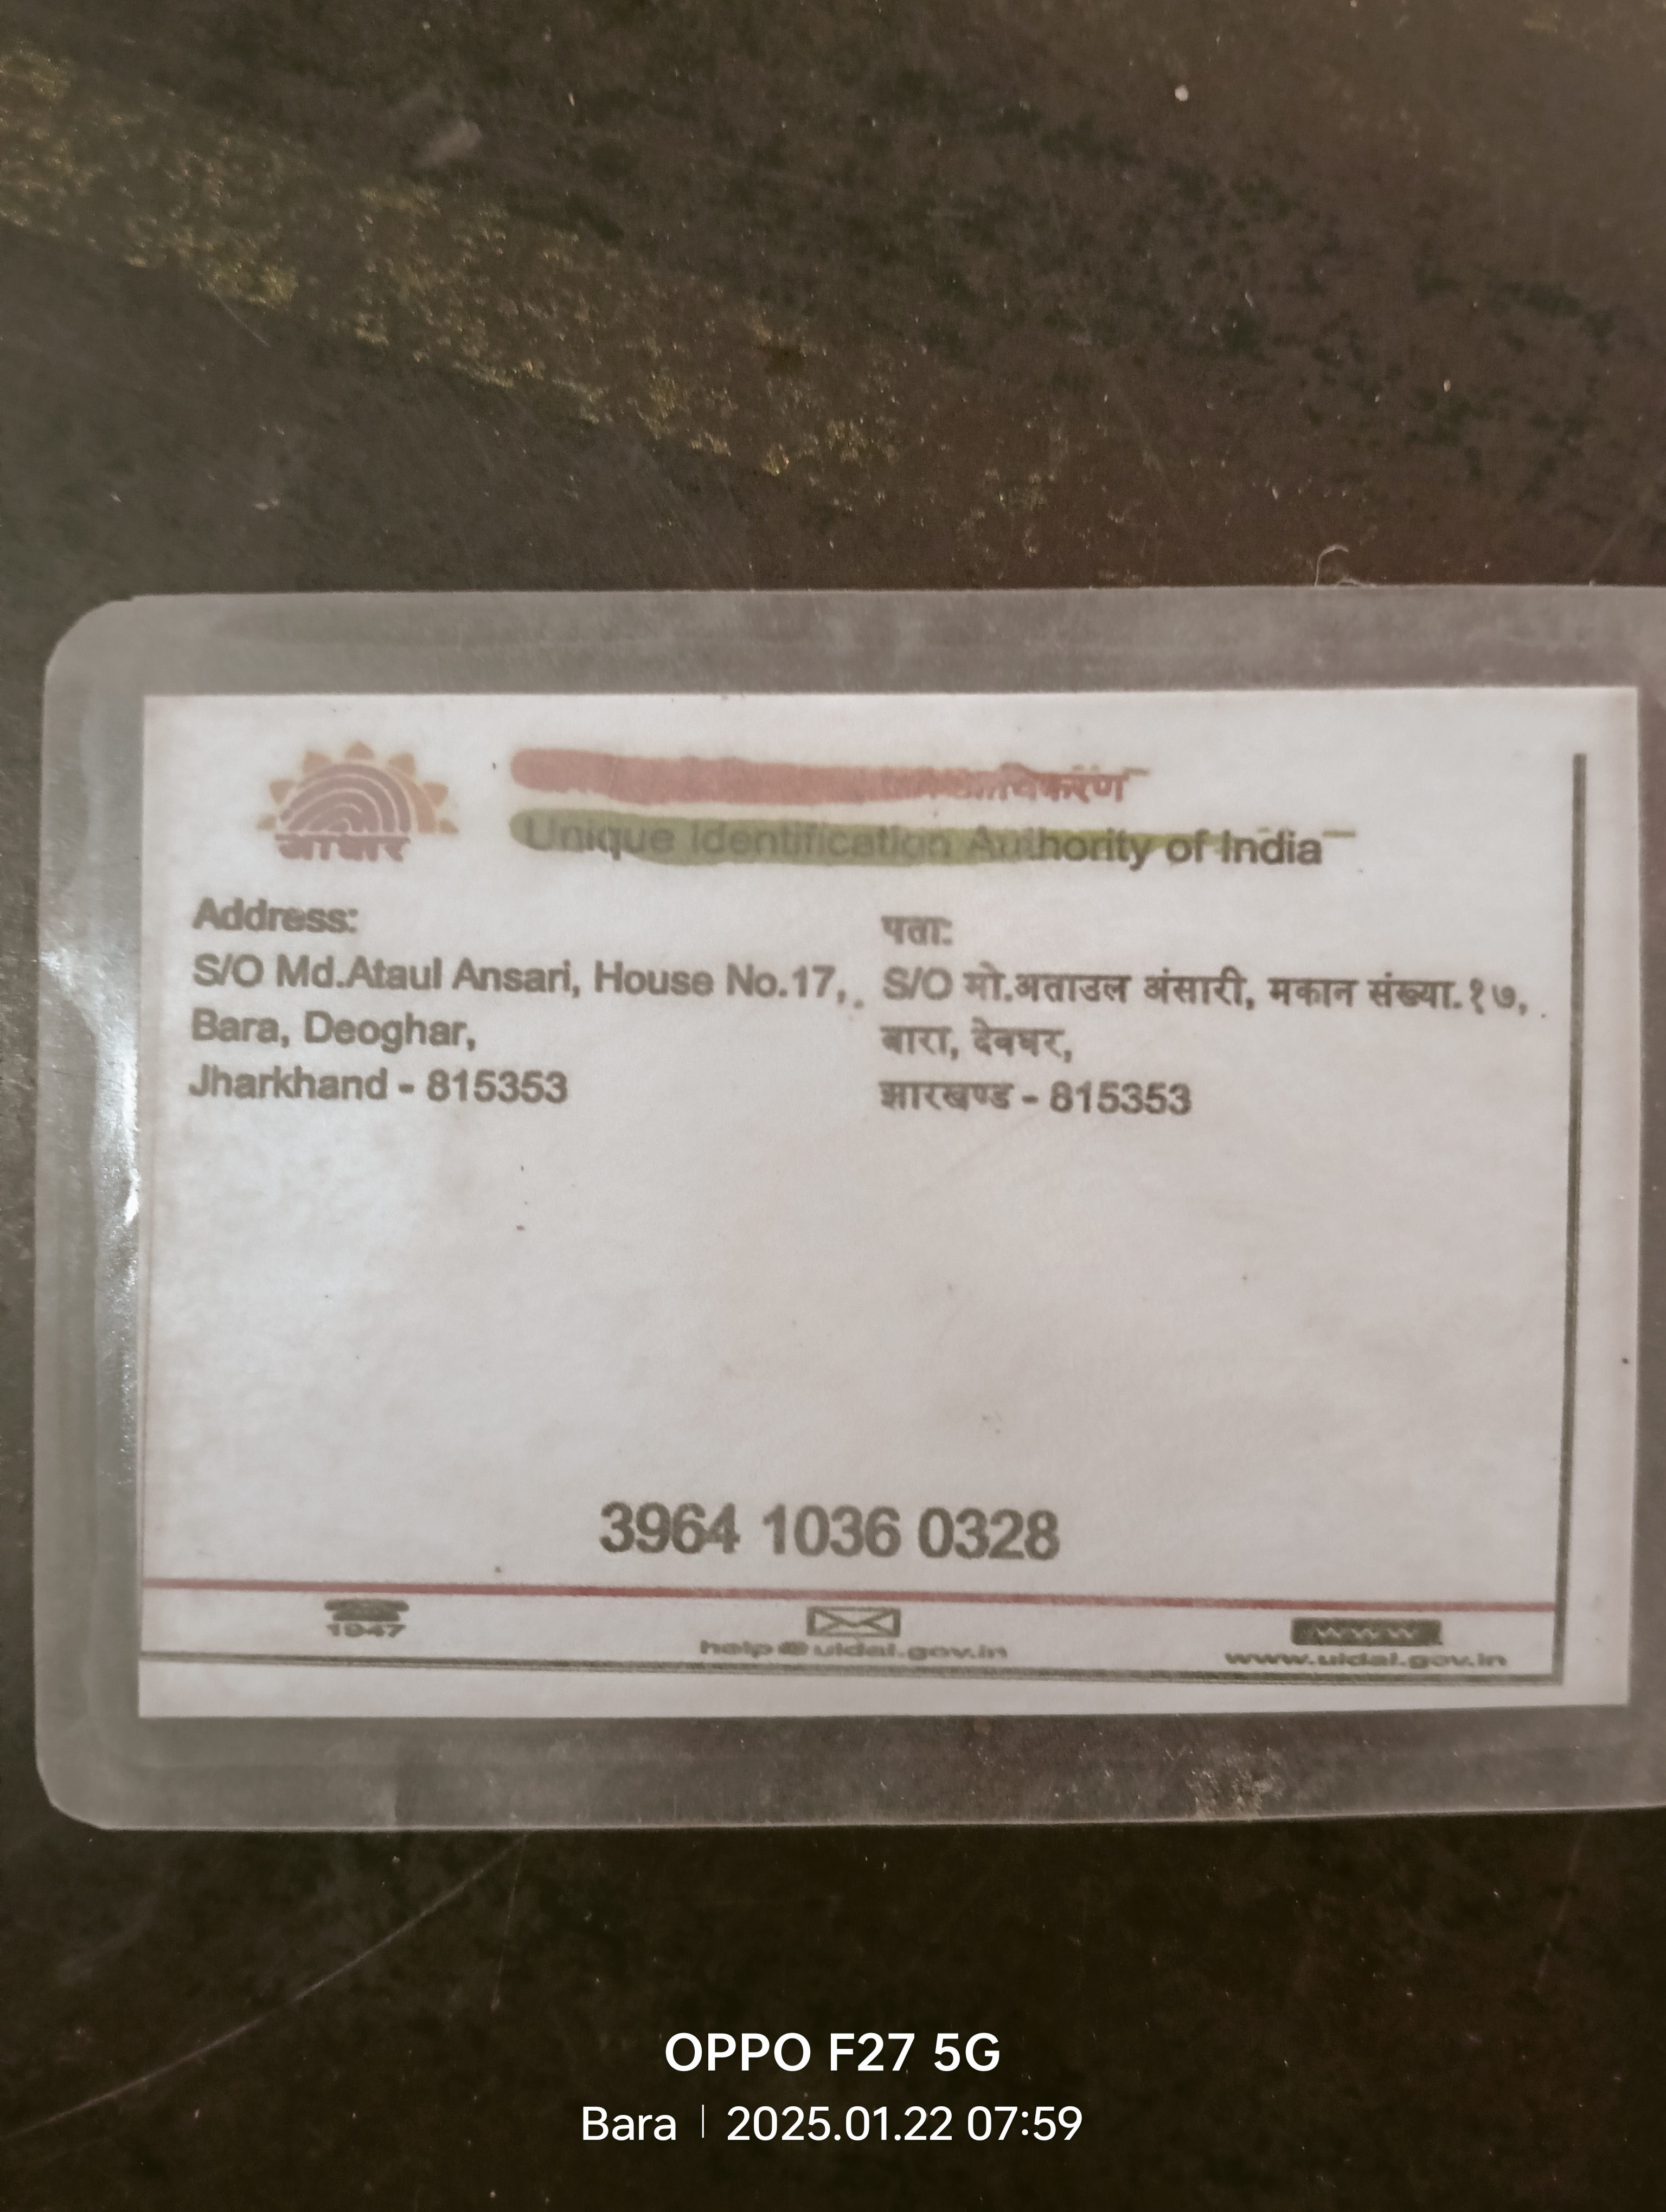 आधार
Unique Identification Authority of India
Address:
S/O Md.Ataul Ansari, House No.17,
Bara, Deoghar,
Jharkhand - 815353
पता:
S/O मो.अताउल अंसारी, मकान संख्या.१७,
बारा, देवघर,
झारखण्ड - 815353
3964 1036 0328
1947
help@uidai.gov.in
www
www.uidai.gov.in
OPPO F27 5G
Bara | 2025.01.22 07:59